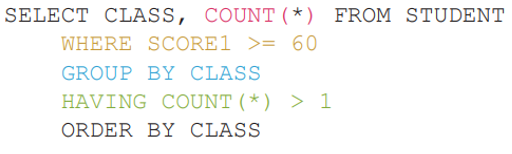 SELECT CLASS, COUNT(*) FROM STUDENT
WHERE SCORE1 >= 60
GROUP BY CLASS
HAVING COUNT(*) > 1
ORDER BY CLASS